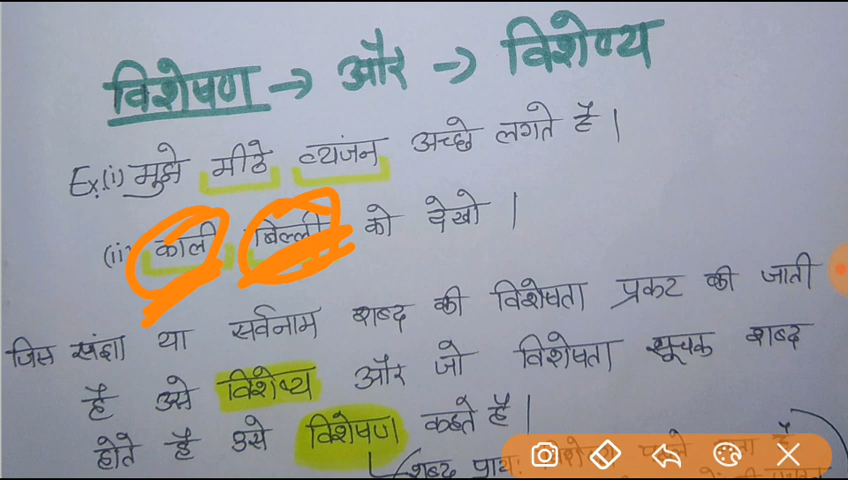 विशेषण → और → विशेष्य
Ex.(i) मुझे मीठे व्यंजन अच्छे लगते है |
(ii) काली बिल्ली को देखो |
जिस संज्ञा या सर्वनाम शब्द की विशेषता प्रकट की जाती
है उसे विशेष्य और जो विशेषता सूचक शब्द
होते है उसे विशेषण कहते है |
शब्द प्राय: